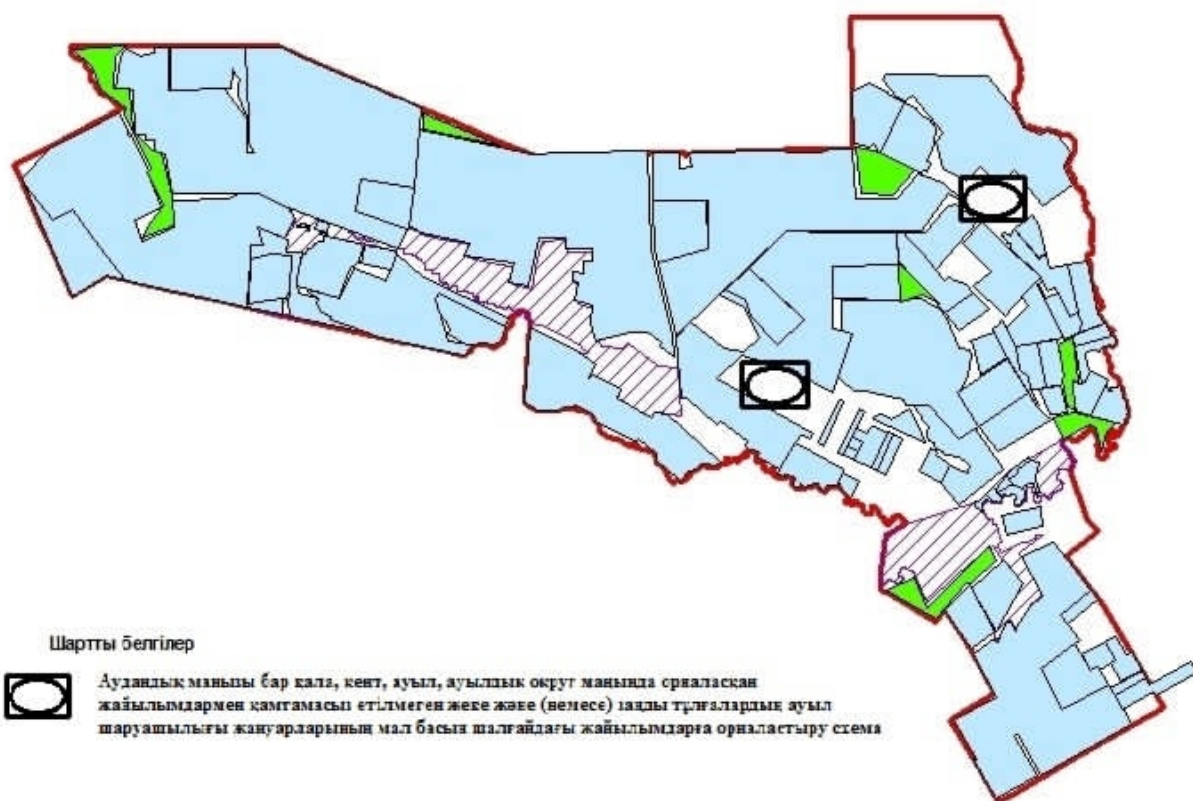 Шартты белгілер
Аудандық маңызы бар қала, кент, ауыл, ауылдық округ маңында орналасқан
жайылымдармен қамтамасыз етілмеген жеке және (немесе) заңды тұлғалардың ауыл
шаруашылығы жануарларының мал басын шалғайдағы жайылымдарға орналастыру схема